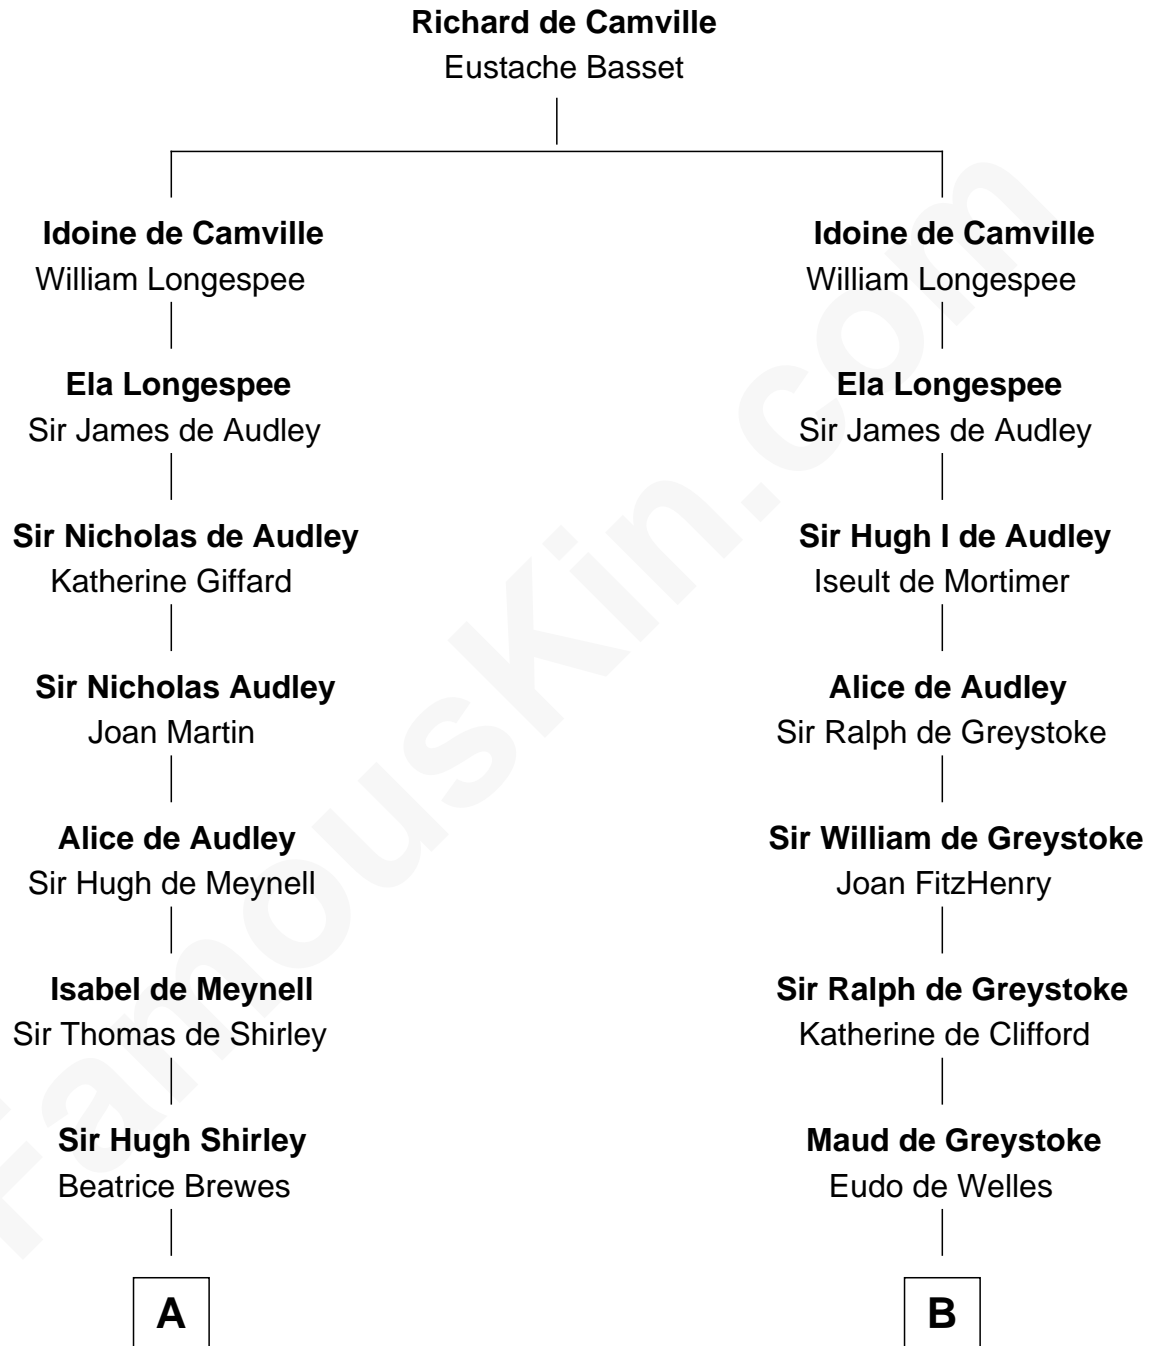 Richard de Camville
Eustache Basset
Idoine de Camville
William Longespee
Ela Longespee
Sir James de Audley
Sir Nicholas de Audley
Katherine Giffard
Sir Nicholas Audley
Joan Martin
Alice de Audley
Sir Hugh de Meynell
Isabel de Meynell
Sir Thomas de Shirley
Sir Hugh Shirley
Beatrice Brewes
A
Idoine de Camville
William Longespee
Ela Longespee
Sir James de Audley
Sir Hugh I de Audley
Iseult de Mortimer
Alice de Audley
Sir Ralph de Greystoke
Sir William de Greystoke
Joan FitzHenry
Sir Ralph de Greystoke
Katherine de Clifford
Maud de Greystoke
Eudo de Welles
B
FamousKin.com